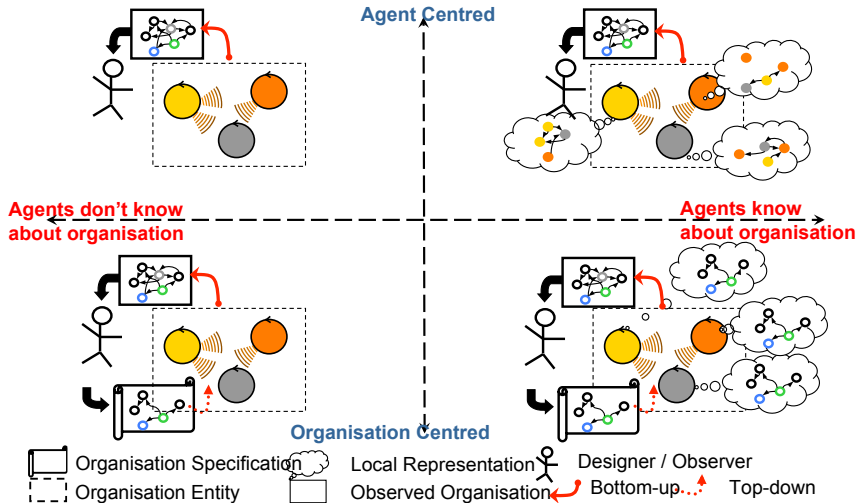 Agent Centred
Agents don't know
about organisation
Agents know
about organisation
Organisation Centred
Organisation Specification
Local Representation
Designer / Observer
Organisation Entity
Observed Organisation
Bottom-up
Top-down